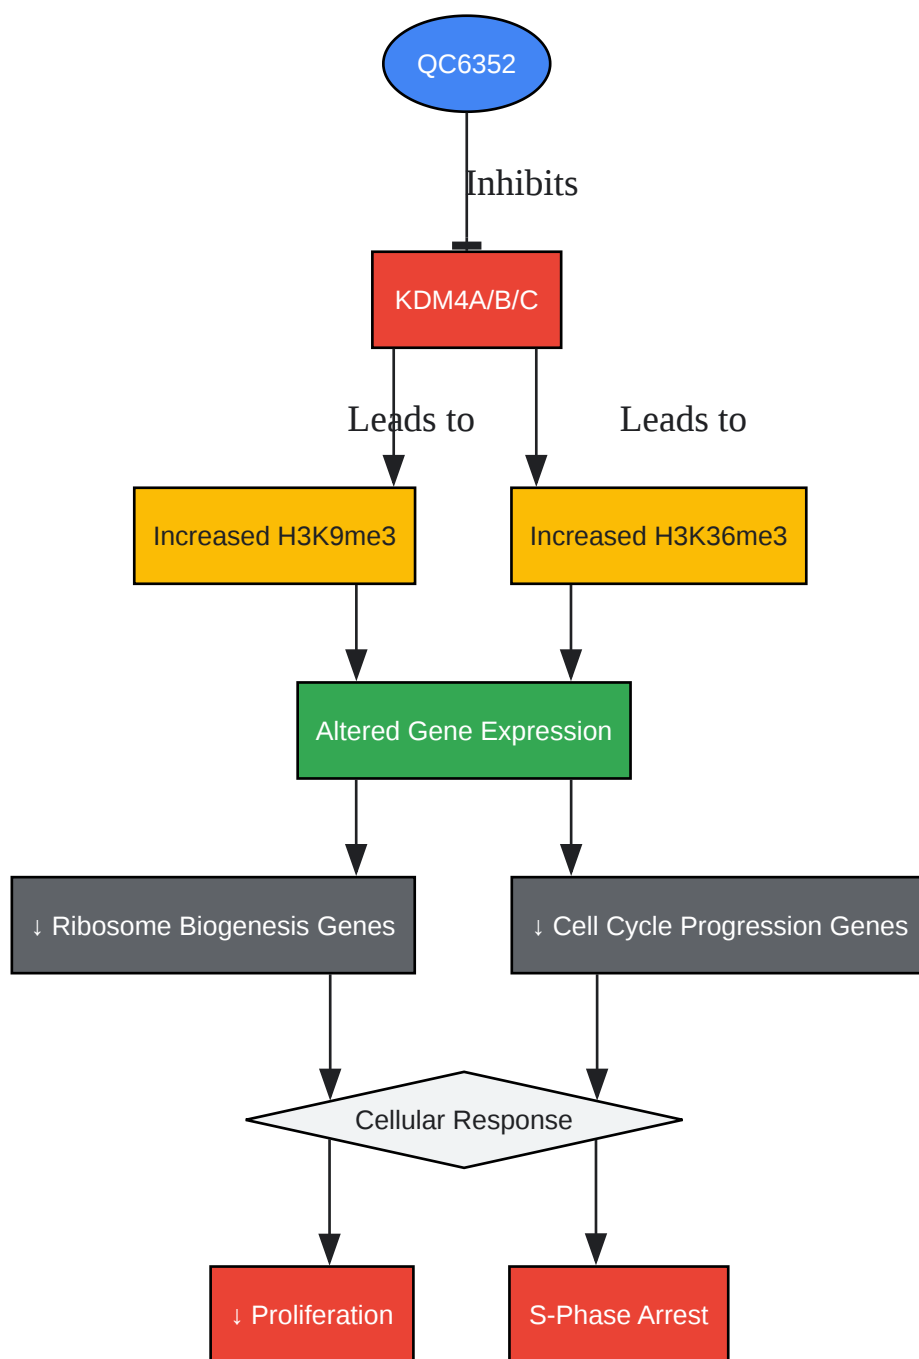 QC6352
Inhibits
KDM4A/B/C
Leads to
Leads to
Increased H3K9me3
Increased H3K36me3
Altered Gene Expression
↓ Ribosome Biogenesis Genes
↓ Cell Cycle Progression Genes
Cellular Response
↓ Proliferation
S-Phase Arrest